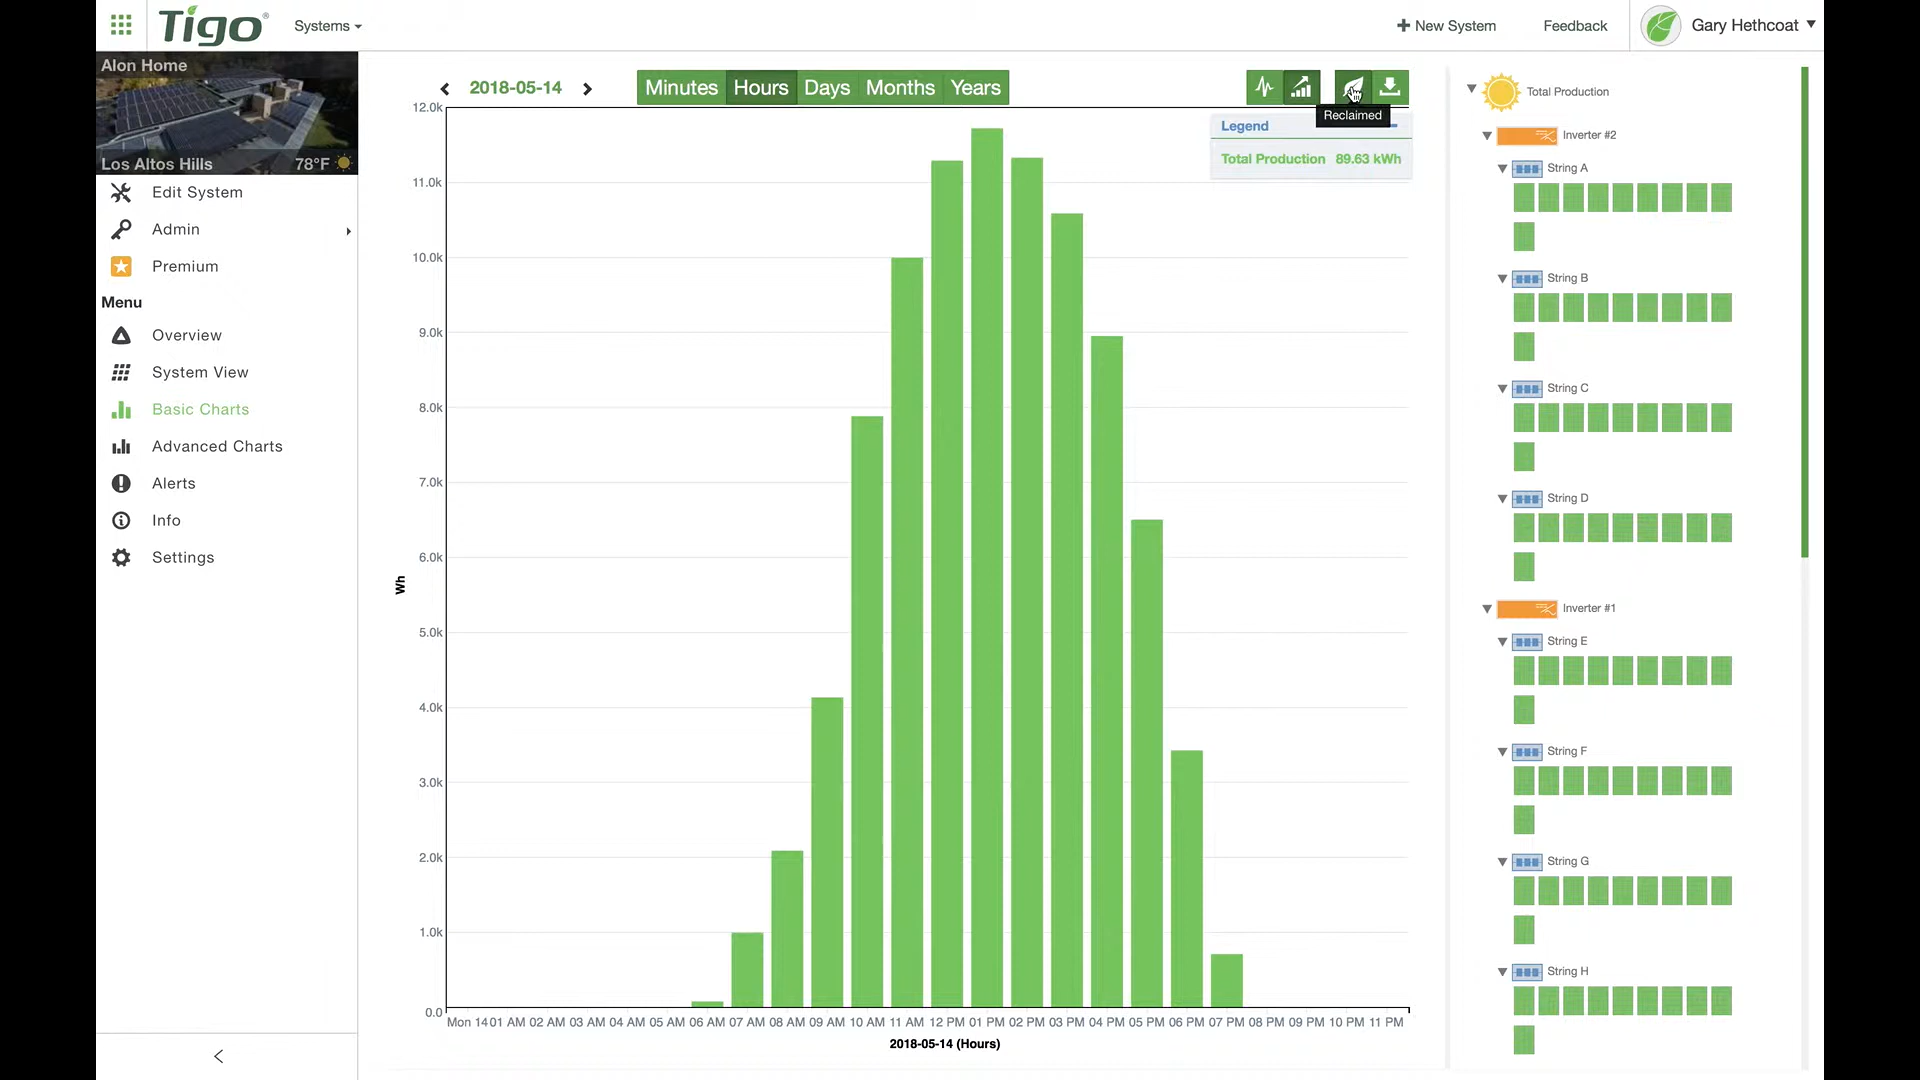 Tigo®
Systems
New System
Feedback
Gary Hethcoat
Alon Home
Los Altos Hills
78°F
Edit System
Admin
Premium
Menu
Overview
System View
Basic Charts
Advanced Charts
Alerts
Info
Settings
2018-05-14
Minutes Hours Days Months Years
Reclaimed
Legend
Total Production 89.63 kWh
12.0k
11.0k
10.0k
9.0k
8.0k
7.0k
6.0k
5.0k
4.0k
3.0k
2.0k
1.0k
0.0
Wh
Mon 14 01 AM 02 AM 03 AM 04 AM 05 AM 06 AM 07 AM 08 AM 09 AM 10 AM 11 AM 12 PM 01 PM 02 PM 03 PM 04 PM 05 PM 06 PM 07 PM 08 PM 09 PM 10 PM 11 PM
2018-05-14 (Hours)
Total Production
Inverter #2
String A
String B
String C
String D
Inverter #1
String E
String F
String G
String H